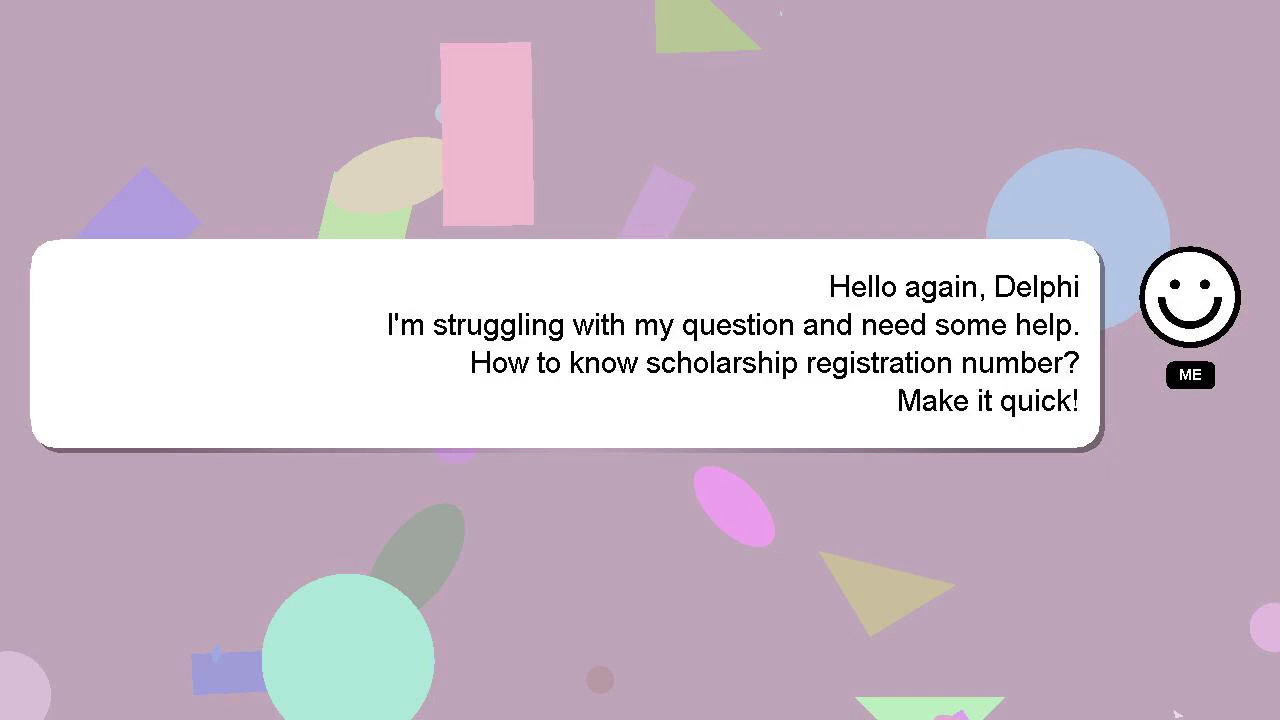 Hello again, Delphi
I'm struggling with my question and need some help.
How to know scholarship registration number?
Make it quick!
ME